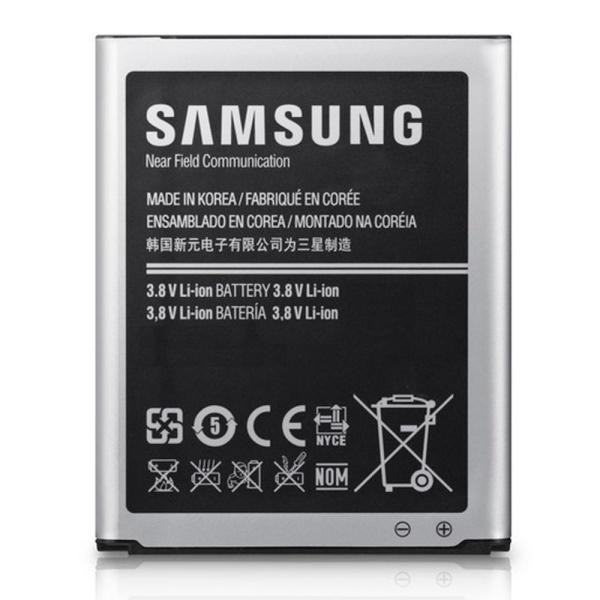 SAMSUNG
Near Field Communication
MADE IN KOREA / FABRIQUÉ EN CORÉE
ENSAMBLADO EN COREA / MONTADO NA CORÉIA
韩国新元电子有限公司为三星制造
3.8 V Li-ion BATTERY 3.8 V Li-ion
3,8 V Li-ion BATERÍA 3,8 V Li-ion
5 CE NYCE
NOM